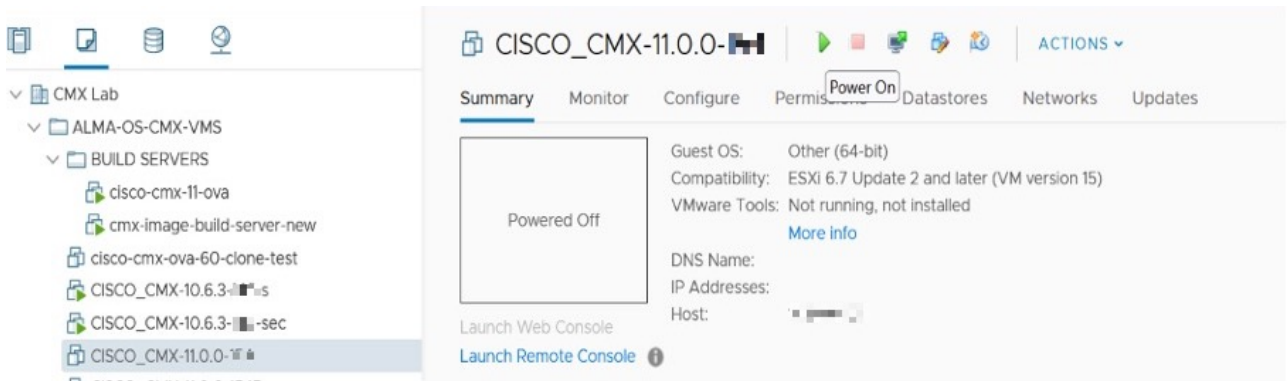 CISCO_CMX-11.0.0-
ACTIONS
Power On
Summary Monitor Configure Datastores Networks Updates
CMX Lab
ALMA-OS-CMX-VMS
BUILD SERVERS
cisco-cmx-11-ova
cmx-image-build-server-new
cisco-cmx-ova-60-clone-test
CISCO_CMX-10.6.3- s
CISCO_CMX-10.6.3- -sec
CISCO_CMX-11.0.0-
Powered Off
Launch Web Console
Launch Remote Console
Guest OS: Other (64-bit)
Compatibility: ESXi 6.7 Update 2 and later (VM version 15)
VMware Tools: Not running, not installed
More info
DNS Name:
IP Addresses:
Host: